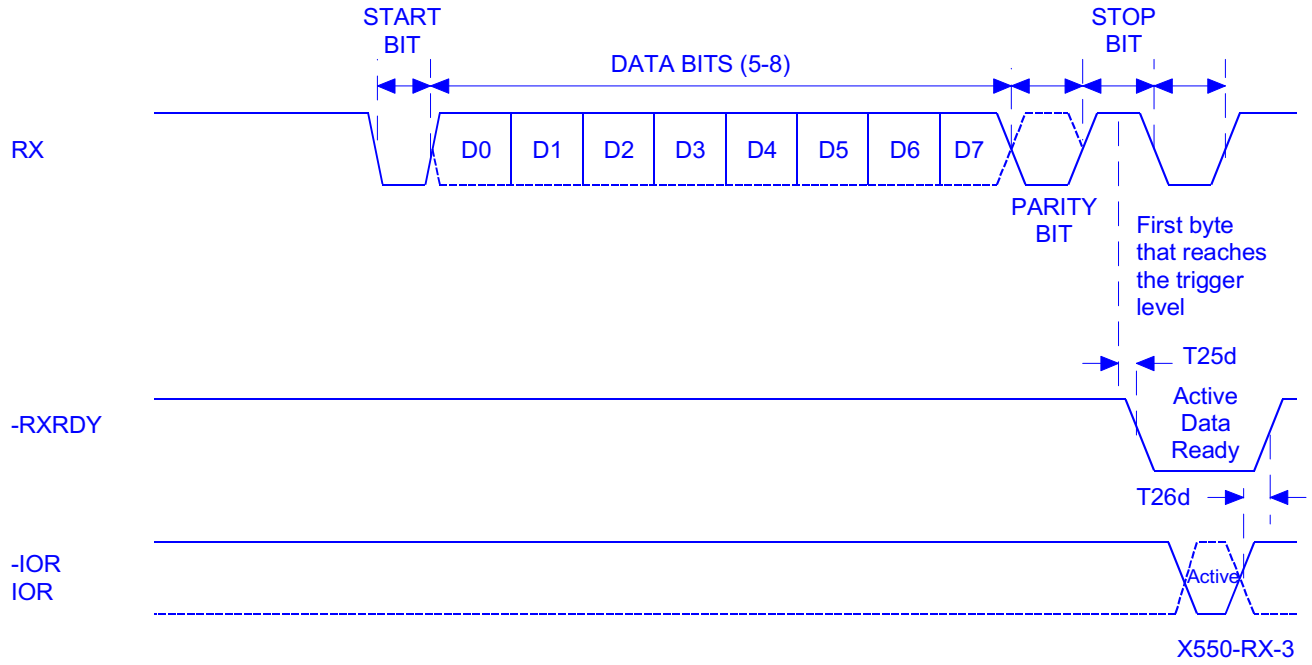 START
BIT
DATA BITS (5-8)
STOP
BIT
RX
D0 D1 D2 D3 D4 D5 D6 D7
PARITY
BIT
First byte
that reaches
the trigger
level
T25d
-RXRDY
Active
Data
Ready
T26d
-IOR
IOR
Active
X550-RX-3